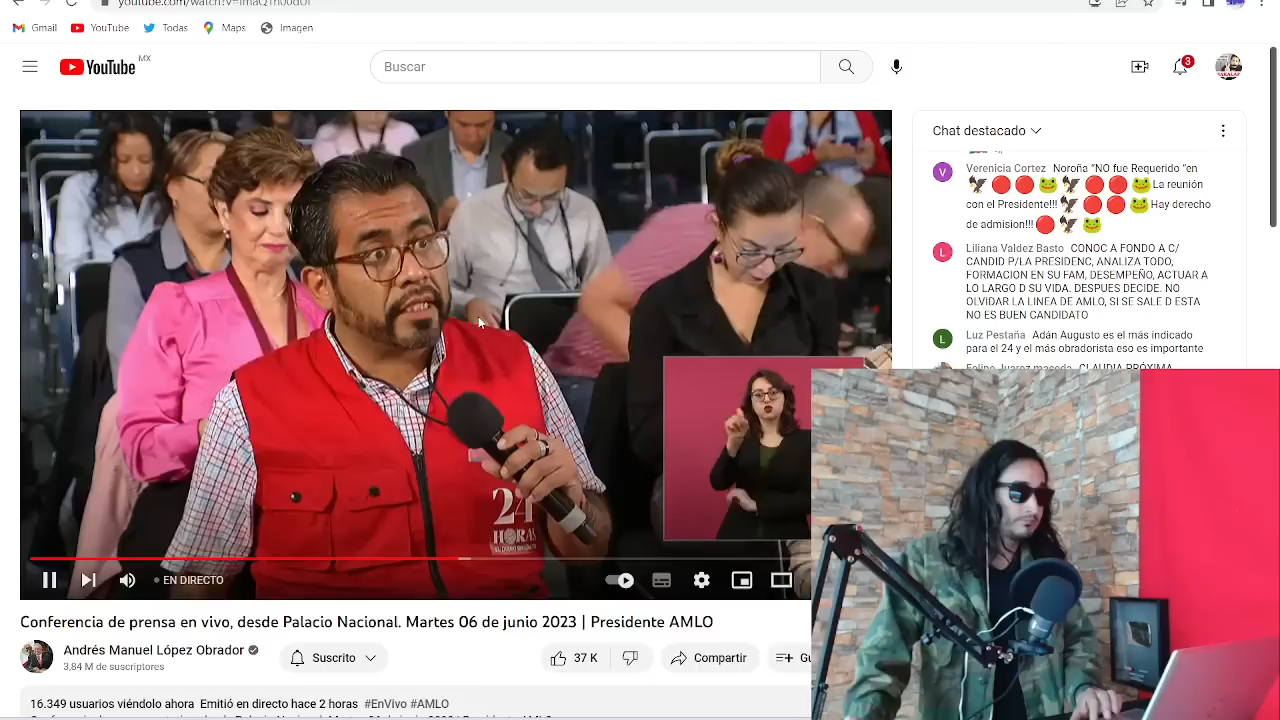 Gmail
YouTube
Todas
Maps
Imagen
YouTube MX
Buscar
3
Chat destacado
Verenicia Cortez Noroña "NO fue Requerido "en
La reunión
con el Presidente!!!
Hay derecho
de admision!!!
Liliana Valdez Basto CONOC A FONDO A C/
CANDID P/LA PRESIDENC, ANALIZA TODO,
FORMACION EN SU FAM, DESEMPEÑO, ACTUAR A
LO LARGO D SU VIDA. DESPUES DECIDE. NO
OLVIDAR LA LINEA DE AMLO, SI SE SALE D ESTA
NO ES BUEN CANDIDATO
Luz Pestaña Adán Augusto es el más indicado
para el 24 y el más obradorista eso es importante
24
HORAS
EN DIRECTO
Conferencia de prensa en vivo, desde Palacio Nacional. Martes 06 de junio 2023 | Presidente AMLO
Andrés Manuel López Obrador
3,84 M de suscriptores
Suscrito
37 K
Compartir
16.349 usuarios viéndolo ahora Emitió en directo hace 2 horas #EnVivo #AMLO